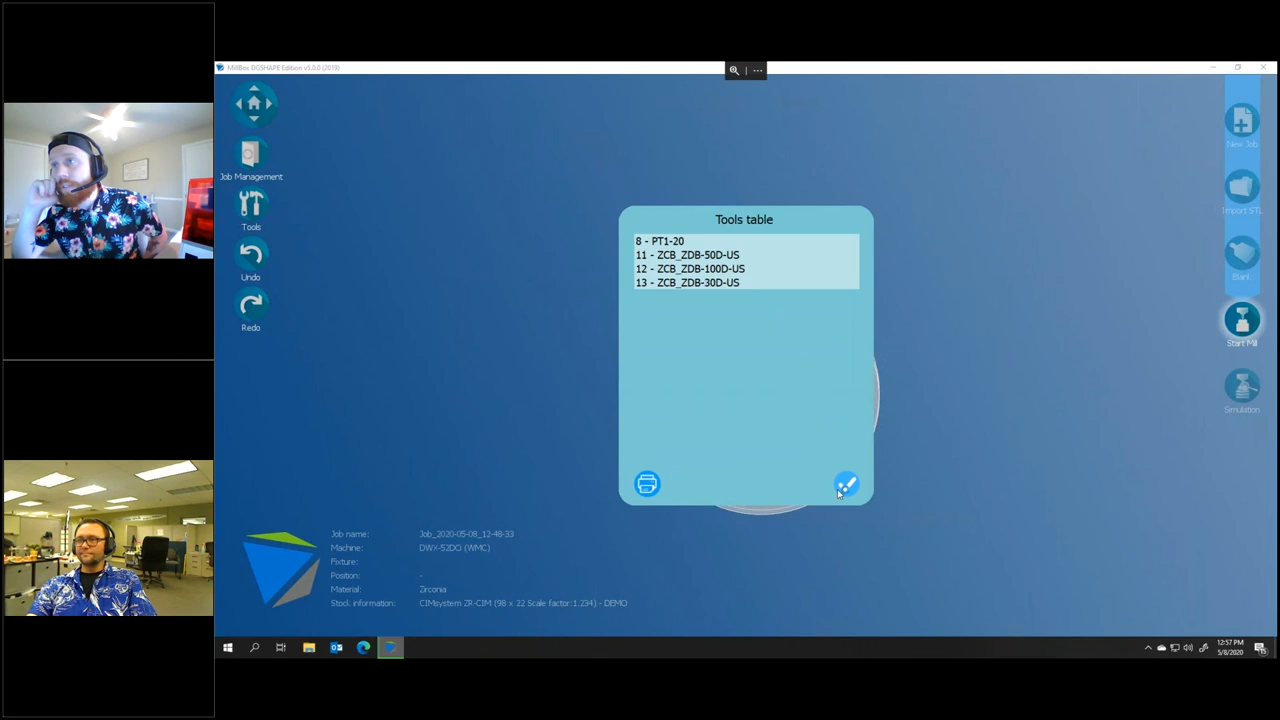 MillBox DGSHAPE Edition v5.0.0 (2019)
Job Management
Tools
Undo
Redo
New Job
Import STL
Blank
Start Mill
Simulation
Tools table
8 - PT1-20
11 - ZCB_ZDB-50D-US
12 - ZCB_ZDB-100D-US
13 - ZCB_ZDB-30D-US
Job name: Job_2020-05-08_12-48-33
Machine: DWX-52DCi (WMC)
Fixture:
Position: -
Material: Zirconia
Stock information: CIMsystem ZR-CIM (98 x 22 Scale factor:1.234) - DEMO
12:57 PM
5/8/2020